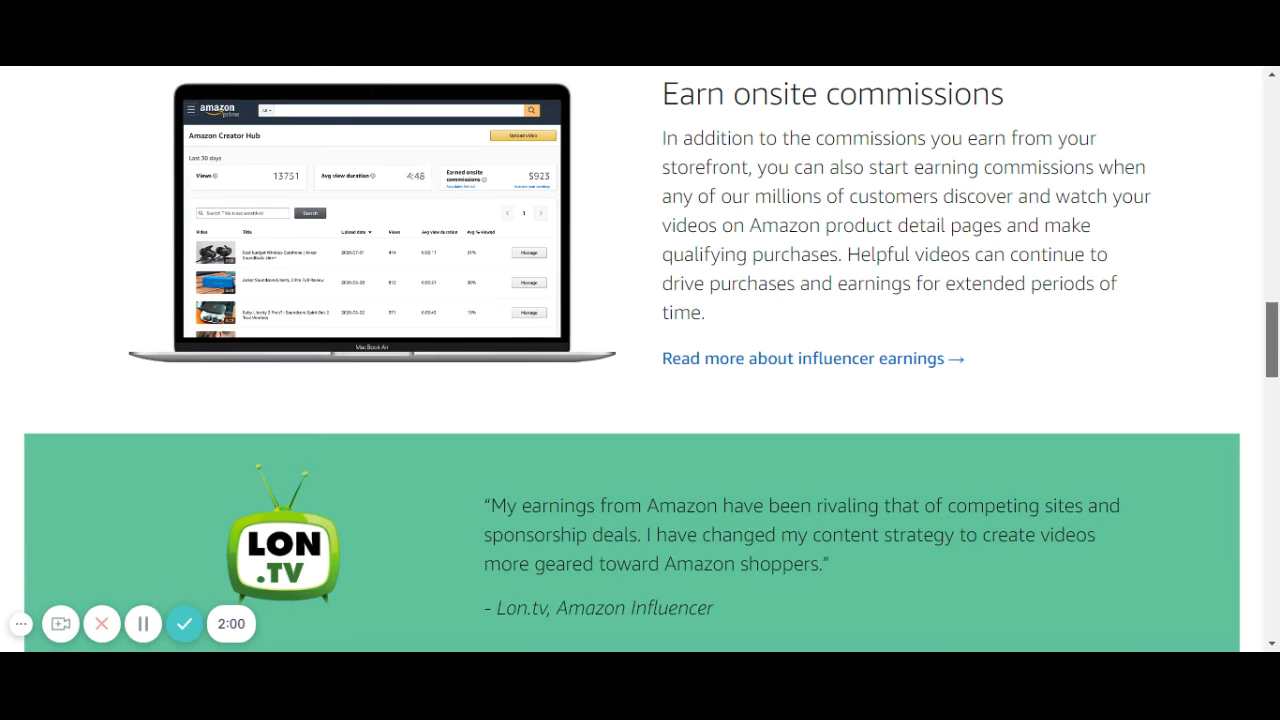 Earn onsite commissions
In addition to the commissions you earn from your
storefront, you can also start earning commissions when
any of our millions of customers discover and watch your
videos on Amazon product detail pages and make
qualifying purchases. Helpful videos can continue to
drive purchases and earnings for extended periods of
time.
Read more about influencer earnings →
amazon
prime
All
Amazon Creator Hub
Upload video
Last 30 days
Views
13751
Avg view duration
4:48
Earned onsite
commissions
$923
Search
1
Video
Title
Upload date
Views
Avg view duration
Avg % viewed
Manage
Manage
Manage
MacBook Air
LON
.TV
“My earnings from Amazon have been rivaling that of competing sites and
sponsorship deals. I have changed my content strategy to create videos
more geared toward Amazon shoppers.”
- Lon.tv, Amazon Influencer
2:00